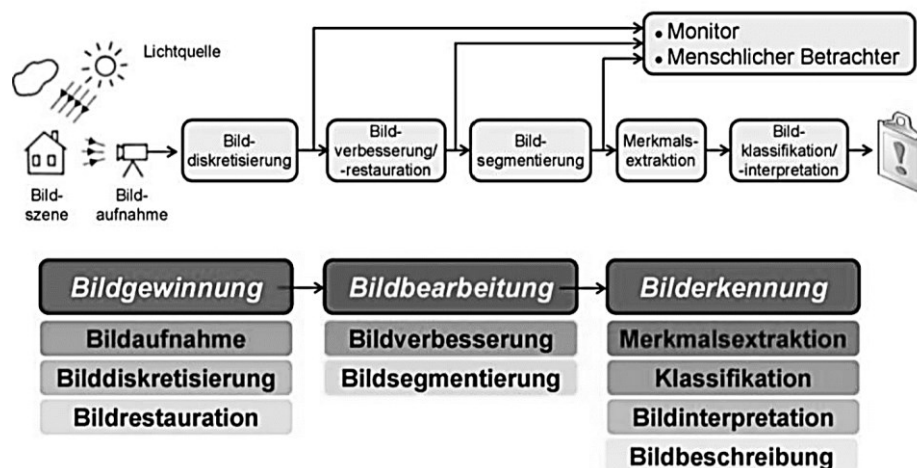 Lichtquelle
• Monitor
• Menschlicher Betrachter
Bild-
diskretisierung
Bild-
verbesserung/
-restauration)
Bild-
segmentierung
Merkmals-
extraktion
Bild-
klassifikation/
-interpretation
!
Bild-
szene
Bild-
aufnahme
Bildgewinnung
Bildaufnahme
Bilddiskretisierung
Bildrestauration
Bildbearbeitung
Bildverbesserung
Bildsegmentierung
Bilderkennung
Merkmalsextraktion
Klassifikation
Bildinterpretation
Bildbeschreibung